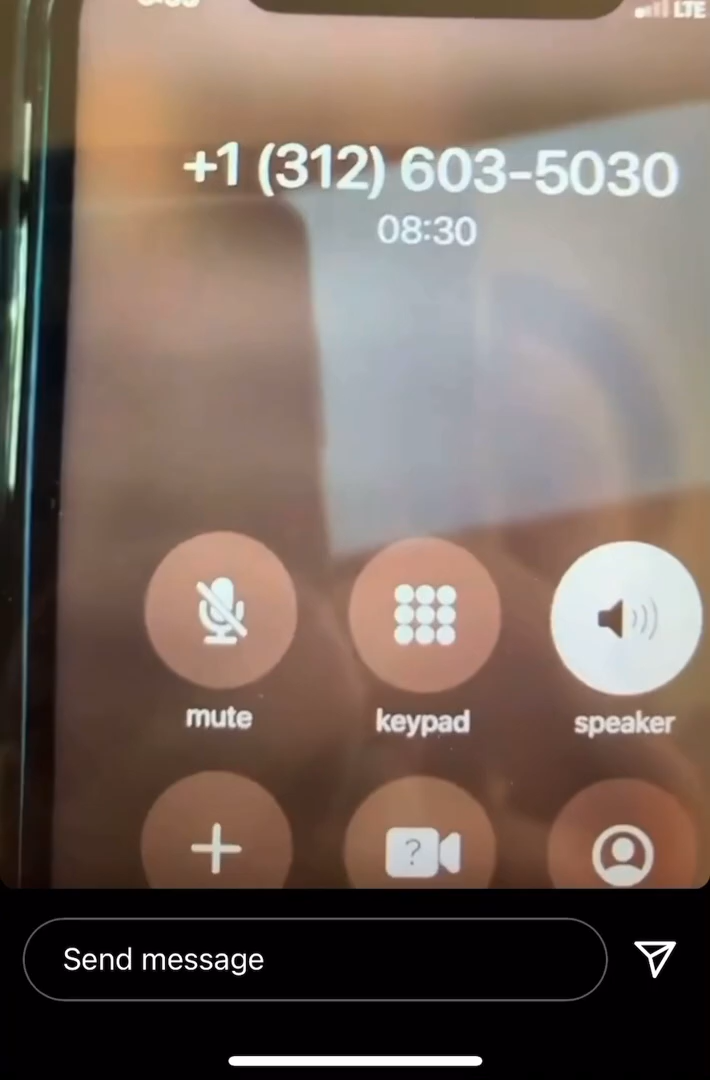 LTE
+1 (312) 603-5030
08:30
mute
keypad
speaker
?
Send message